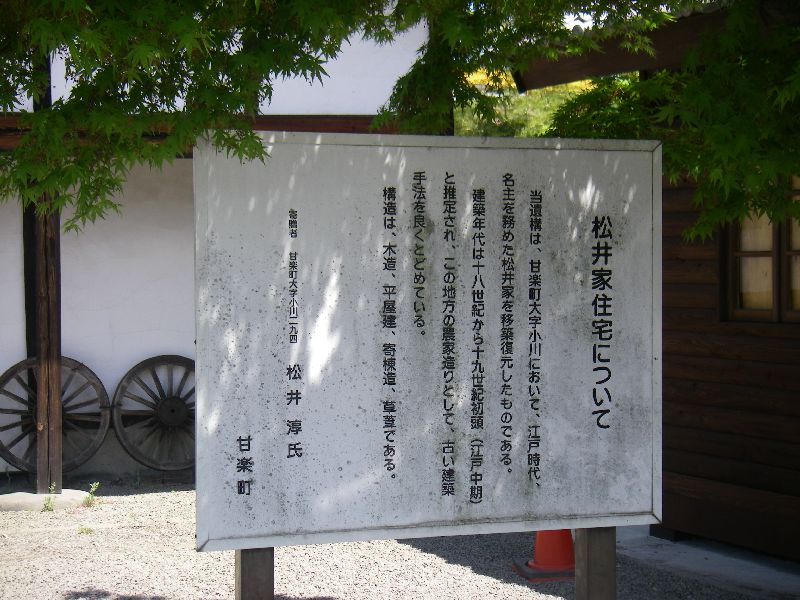 松井家住宅について
当遺構は、甘楽町大字小川において、江戸時代、
名主を務めた松井家を移築復元したものである。
建築年代は十八世紀から十九世紀初頭（江戸中期）
と推定され、この地方の農家造りとして、古い建築
手法を良くとどめている。
構造は、木造、平屋建、寄棟造、草葺である。
寄贈者 甘楽町大字小川一二九四 松井淳氏
甘楽町